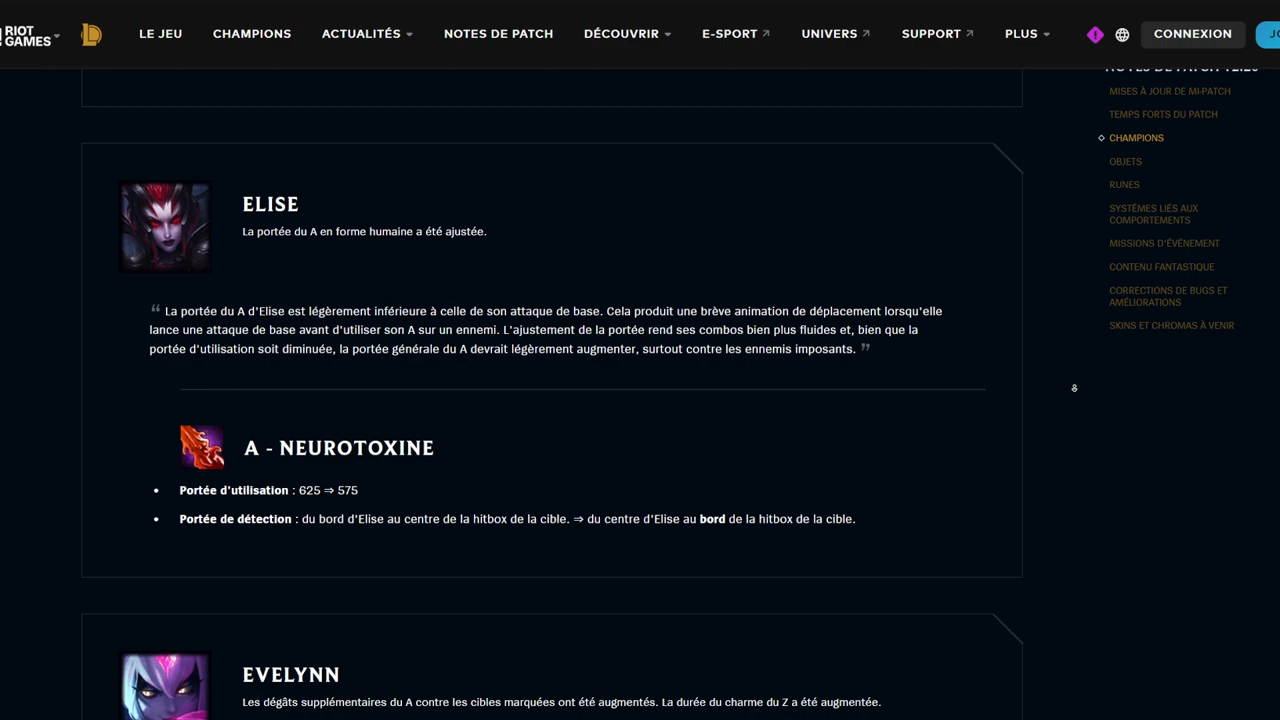 RIOT
GAMES
LE JEU
CHAMPIONS
ACTUALITÉS
NOTES DE PATCH
DÉCOUVRIR
E-SPORT
UNIVERS
SUPPORT
PLUS
CONNEXION
ELISE
La portée du A en forme humaine a été ajustée.
“ La portée du A d'Elise est légèrement inférieure à celle de son attaque de base. Cela produit une brève animation de déplacement lorsqu'elle
lance une attaque de base avant d'utiliser son A sur un ennemi. L'ajustement de la portée rend ses combos bien plus fluides et, bien que la
portée d'utilisation soit diminuée, la portée générale du A devrait légèrement augmenter, surtout contre les ennemis imposants. ”
A - NEUROTOXINE
• Portée d'utilisation : 625 ⇒ 575
• Portée de détection : du bord d'Elise au centre de la hitbox de la cible. ⇒ du centre d'Elise au bord de la hitbox de la cible.
EVELYNN
Les dégâts supplémentaires du A contre les cibles marquées ont été augmentés. La durée du charme du Z a été augmentée.
MISES À JOUR DE MI-PATCH
TEMPS FORTS DU PATCH
CHAMPIONS
OBJETS
RUNES
SYSTÈMES LIÉS AUX
COMPORTEMENTS
MISSIONS D'ÉVÉNEMENT
CONTENU FANTASTIQUE
CORRECTIONS DE BUGS ET
AMÉLIORATIONS
SKINS ET CHROMAS À VENIR